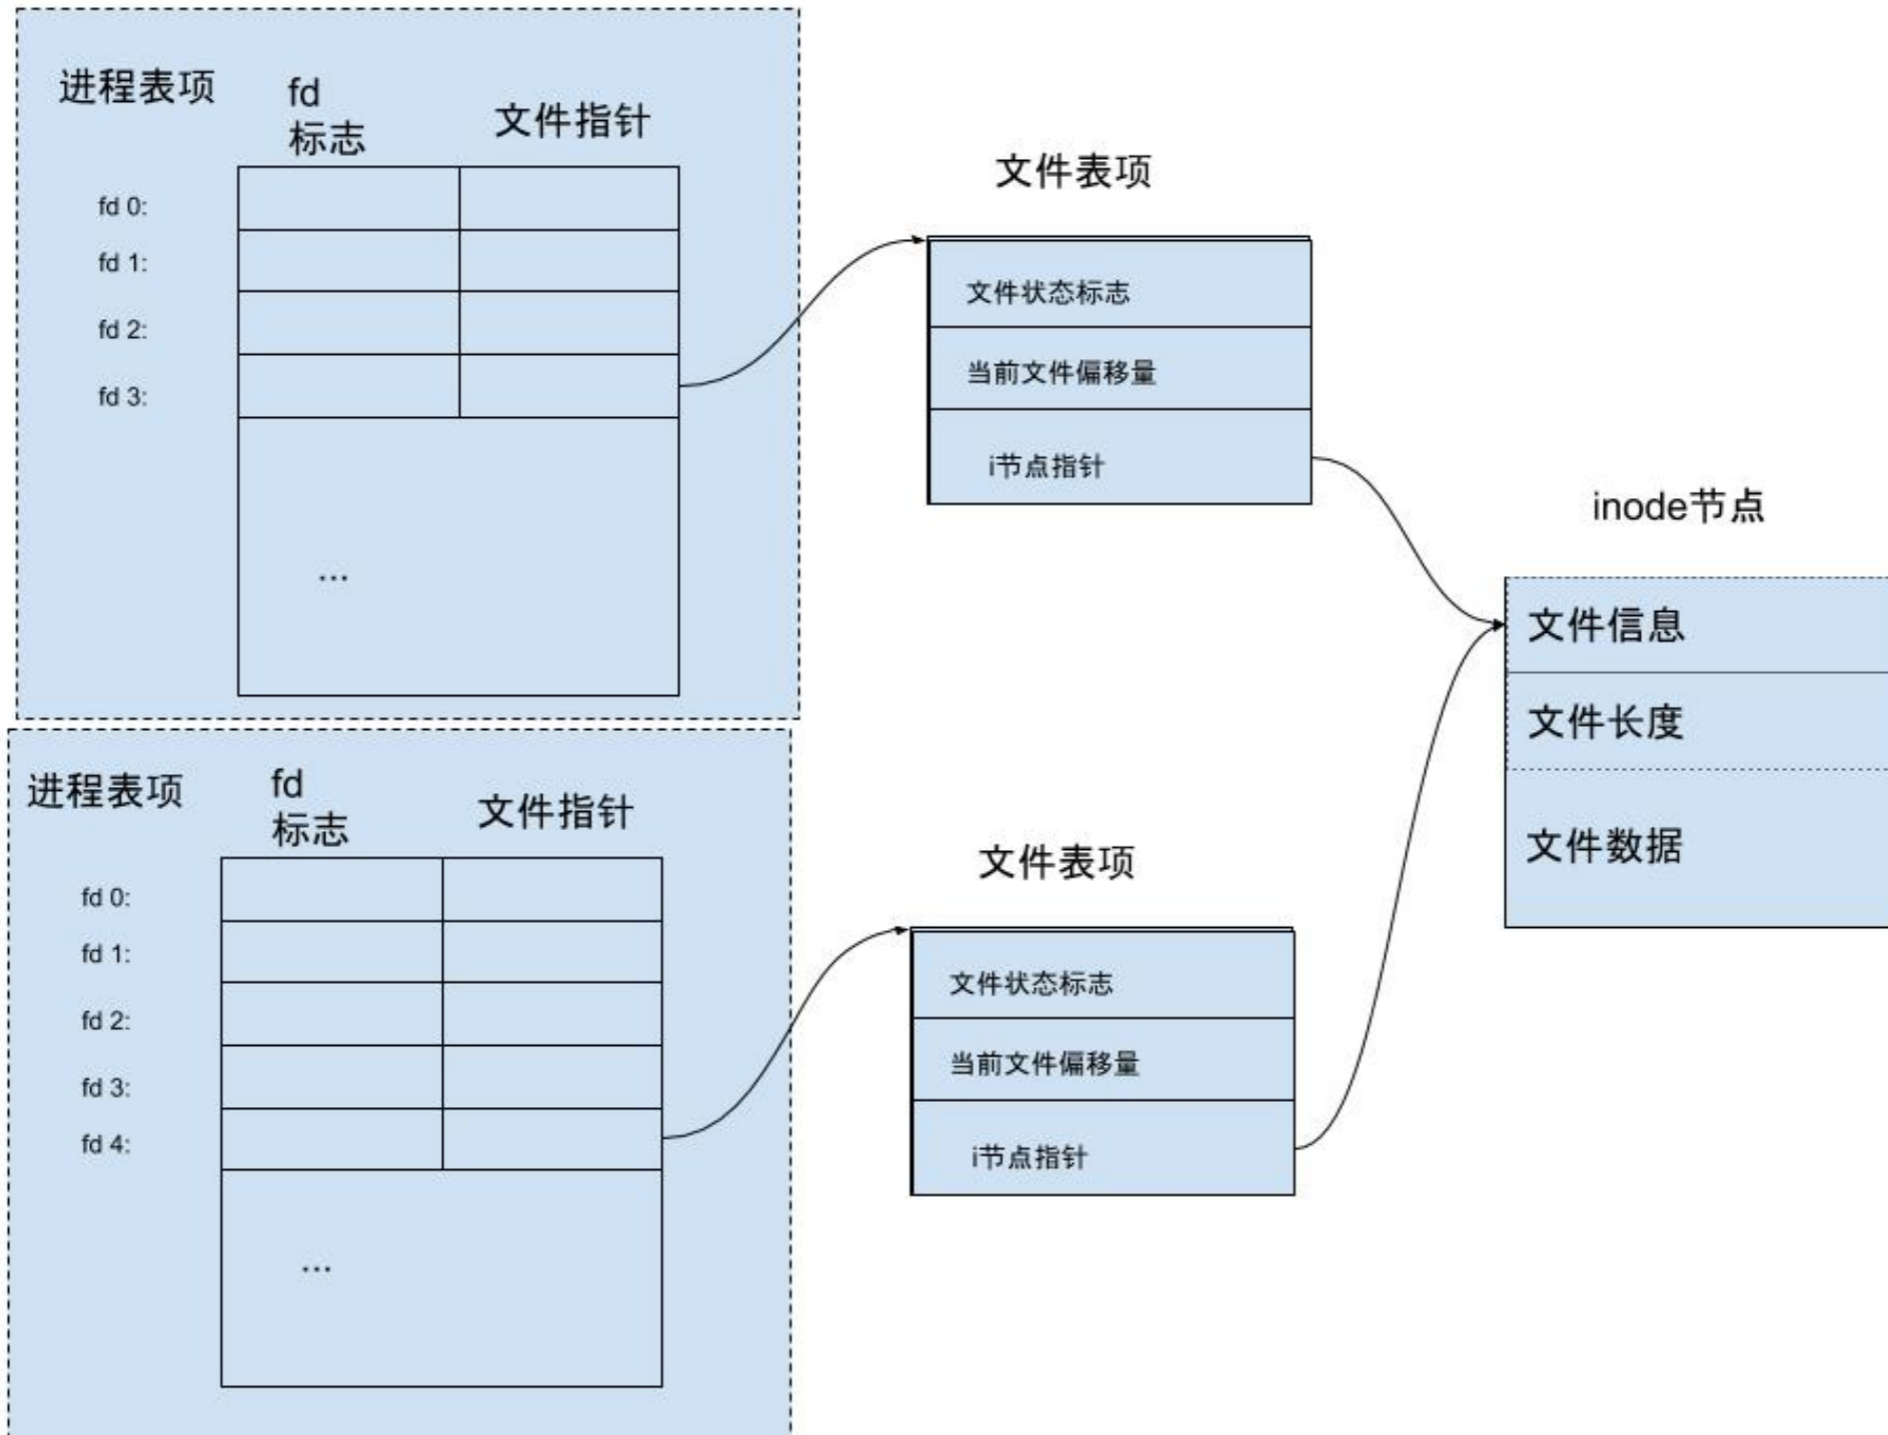 进程表项
fd
标志
文件指针
fd 0:
fd 1:
fd 2:
fd 3:
...
文件表项
文件状态标志
当前文件偏移量
i节点指针
inode节点
文件信息
文件长度
文件数据
进程表项
fd
标志
文件指针
fd 0:
fd 1:
fd 2:
fd 3:
fd 4:
...
文件表项
文件状态标志
当前文件偏移量
i节点指针